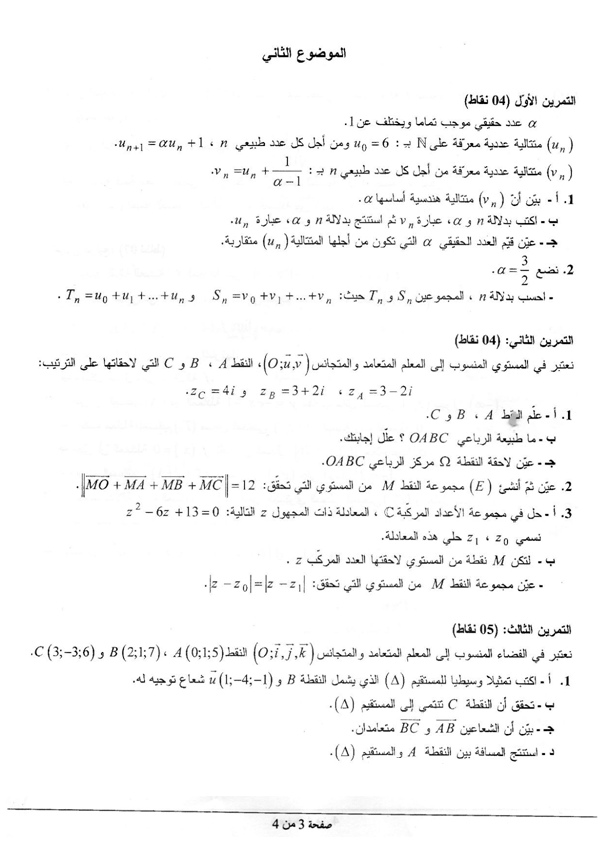 الموضوع الثاني
التمرين الأول (04 نقاط)
α عدد حقيقي موجب تماما ويختلف عن 1.
(uₙ) متتالية عددية معرّفة على ℕ بـ: u₀ = 6 ومن أجل كل عدد طبيعي n ، uₙ₊₁ = αuₙ + 1.
(vₙ) متتالية عددية معرّفة من أجل كل عدد طبيعي n بـ: vₙ = uₙ + 1/(α−1).
1. أ - بيّن أنّ (vₙ) متتالية هندسية أساسها α.
ب - اكتب بدلالة n و α، عبارة vₙ ثم استنتج بدلالة n و α، عبارة uₙ.
جـ - عيّن قيّم العدد الحقيقي α التي تكون من أجلها المتتالية (uₙ) متقاربة.
2. نضع α = 3/2.
- احسب بدلالة n ، المجموعين Sₙ و Tₙ حيث: Sₙ = v₀ + v₁ + ... + vₙ و Tₙ = u₀ + u₁ + ... + uₙ .
التمرين الثاني: (04 نقاط)
نعتبر في المستوي المنسوب إلى المعلم المتعامد والمتجانس (O;u⃗,v⃗)، النقط A ، B و C التي لاحقاتها على الترتيب:
z_A = 3 − 2i ، z_B = 3 + 2i و z_C = 4i.
1. أ - علّم النقط A ، B و C.
ب - ما طبيعة الرباعي OABC ؟ علّل إجابتك.
جـ - عيّن لاحقة النقطة Ω مركز الرباعي OABC.
2. عيّن ثمّ أنشئ (E) مجموعة النقط M من المستوي التي تحقّق: ‖MO⃗ + MA⃗ + MB⃗ + MC⃗‖ = 12.
3. أ - حل في مجموعة الأعداد المركّبة ℂ ، المعادلة ذات المجهول z التالية: z² − 6z + 13 = 0
نسمي z₀ ، z₁ حلي هذه المعادلة.
ب - لتكن M نقطة من المستوي لاحقتها العدد المركّب z .
- عيّن مجموعة النقط M من المستوي التي تحقق: |z − z₀| = |z − z₁|.
التمرين الثالث: (05 نقاط)
نعتبر في الفضاء المنسوب إلى المعلم المتعامد والمتجانس (O;i⃗,j⃗,k⃗) النقط A(0;1;5) ، B(2;1;7) و C(3;−3;6).
1. أ - اكتب تمثيلا وسيطيا للمستقيم (Δ) الذي يشمل النقطة B و u⃗(1;−4;−1) شعاع توجيه له.
ب - تحقق أن النقطة C تنتمي إلى المستقيم (Δ).
جـ - بيّن أن الشعاعين AB⃗ و BC⃗ متعامدان.
د - استنتج المسافة بين النقطة A والمستقيم (Δ).
صفحة 3 من 4